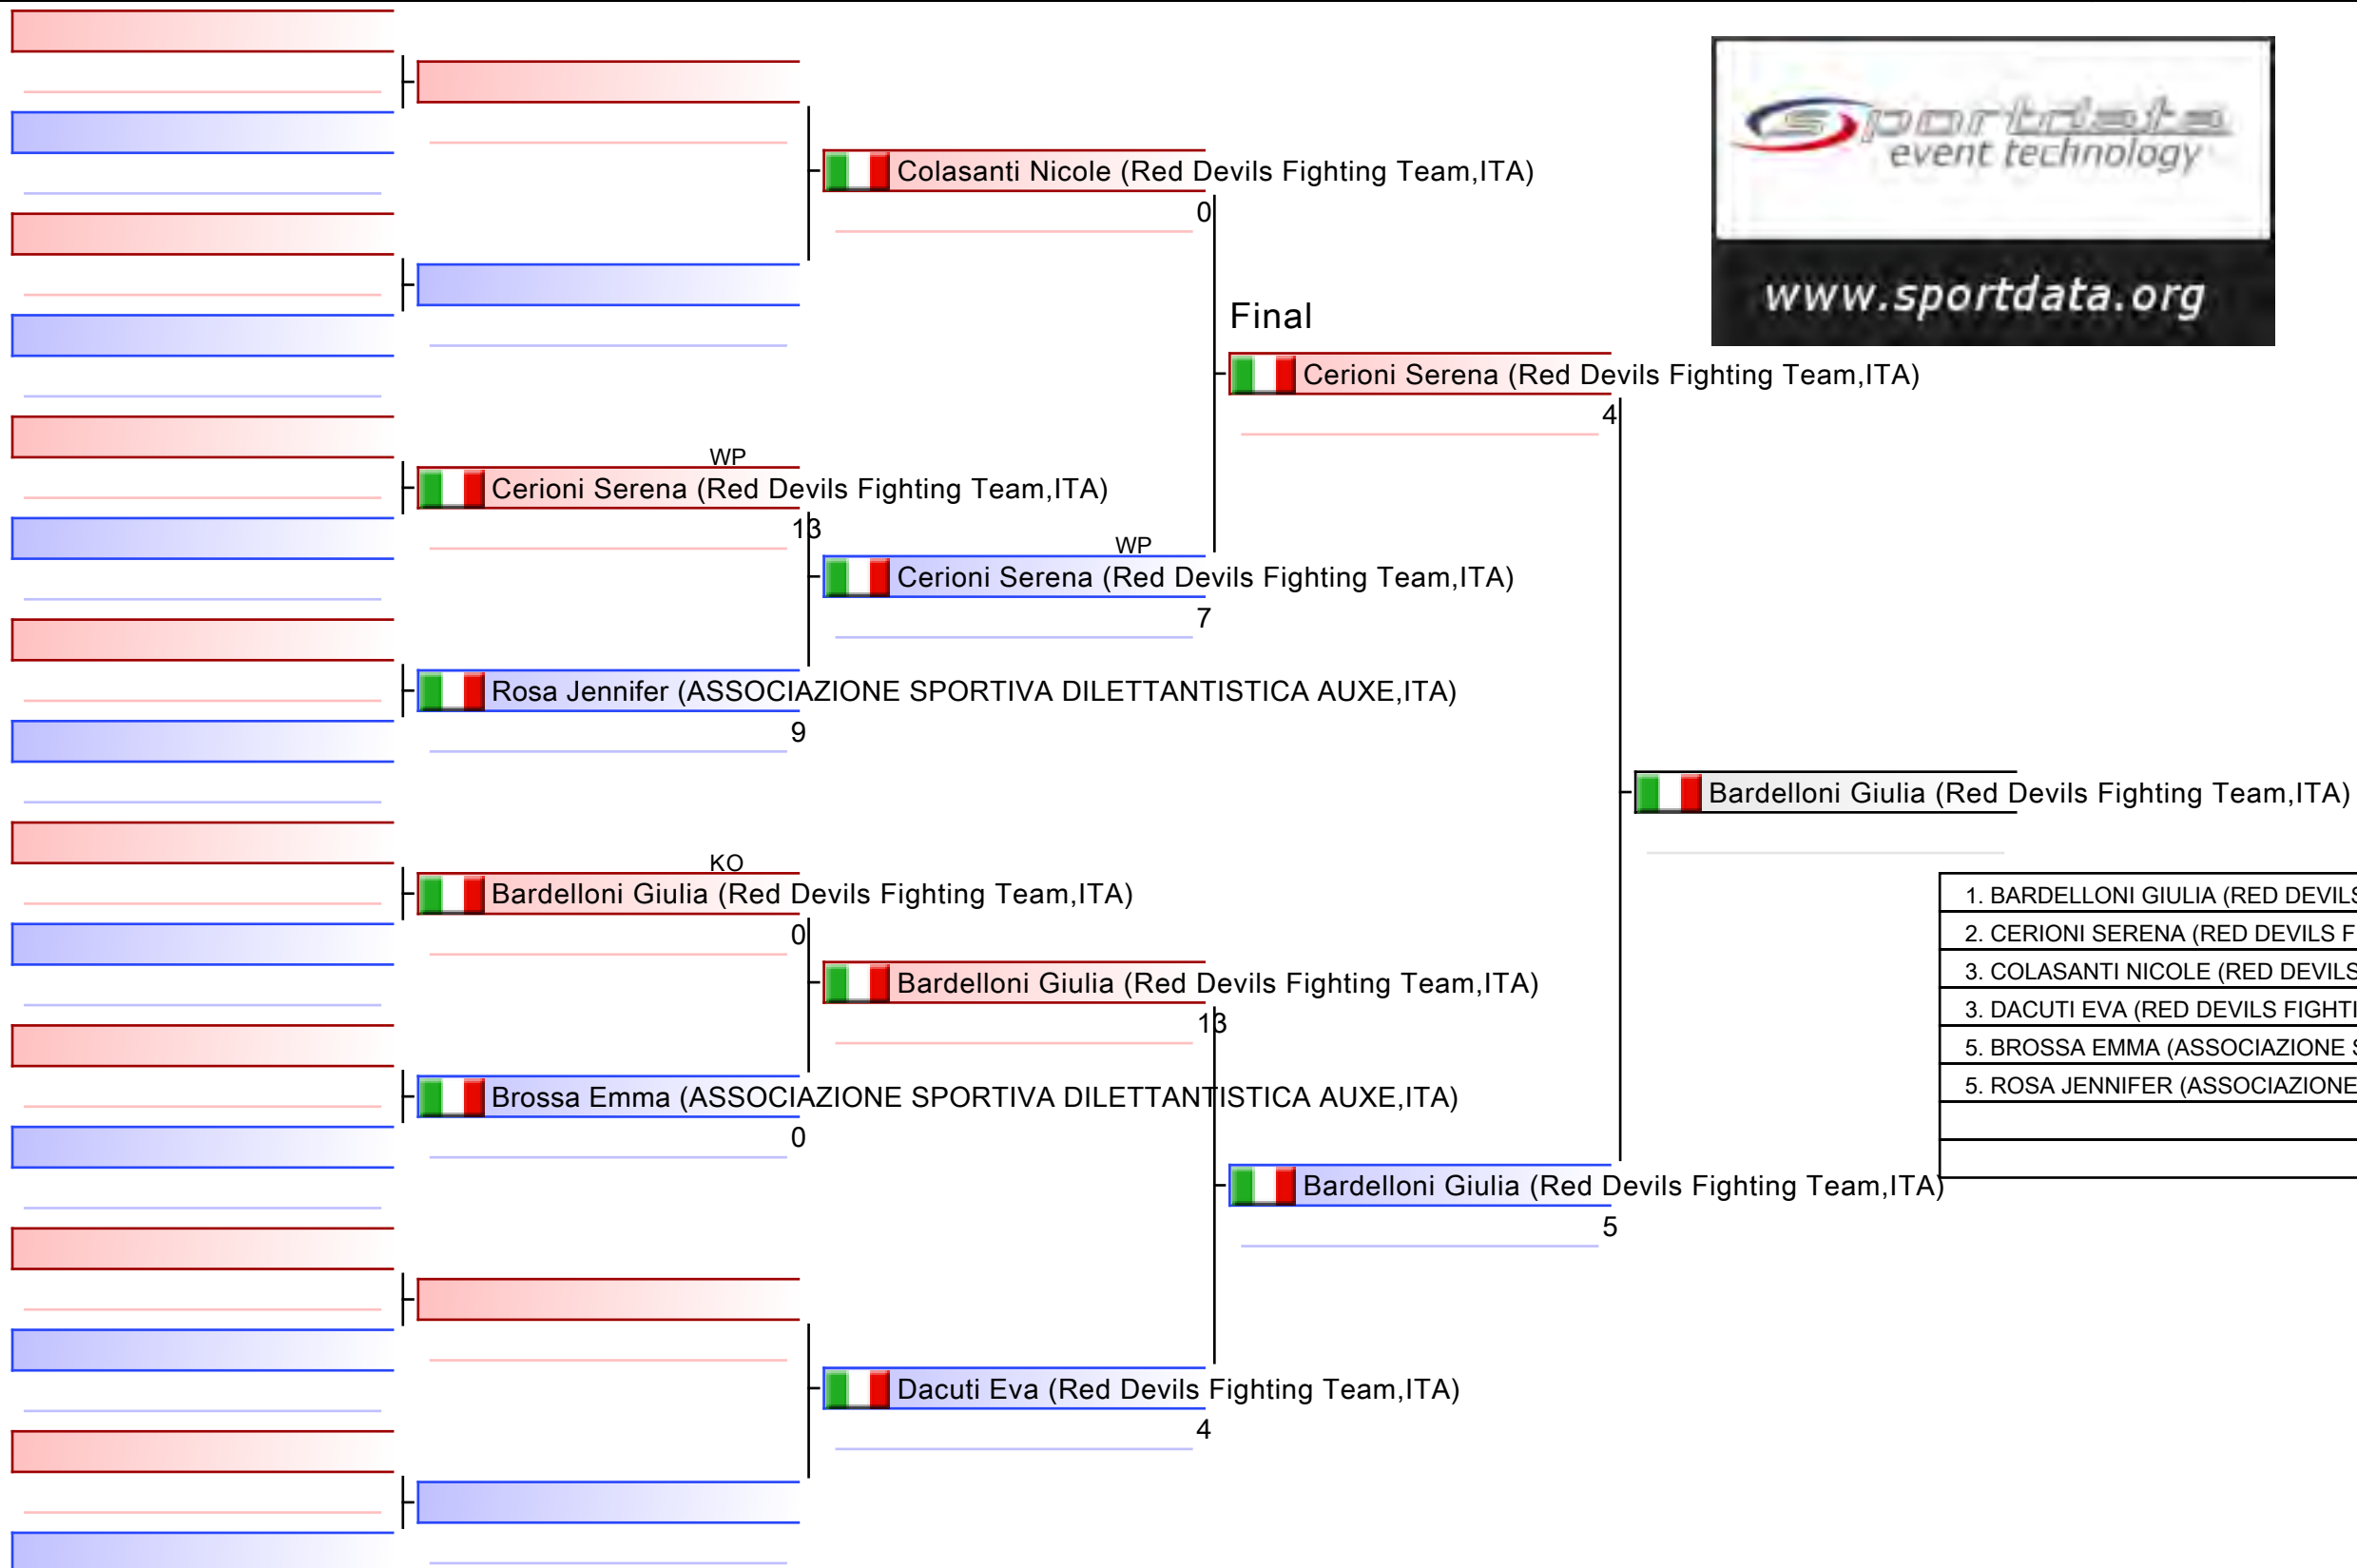 sportdata
event technology
www.sportdata.org
Colasanti Nicole (Red Devils Fighting Team,ITA)
0
Final
Cerioni Serena (Red Devils Fighting Team,ITA)
4
WP
Cerioni Serena (Red Devils Fighting Team,ITA)
13
WP
Cerioni Serena (Red Devils Fighting Team,ITA)
7
Rosa Jennifer (ASSOCIAZIONE SPORTIVA DILETTANTISTICA AUXE,ITA)
9
Bardelloni Giulia (Red Devils Fighting Team,ITA)
KO
Bardelloni Giulia (Red Devils Fighting Team,ITA)
0
Bardelloni Giulia (Red Devils Fighting Team,ITA)
13
Brossa Emma (ASSOCIAZIONE SPORTIVA DILETTANTISTICA AUXE,ITA)
0
Bardelloni Giulia (Red Devils Fighting Team,ITA)
5
Dacuti Eva (Red Devils Fighting Team,ITA)
4
1. BARDELLONI GIULIA (RED DEVILS
2. CERIONI SERENA (RED DEVILS F
3. COLASANTI NICOLE (RED DEVILS
3. DACUTI EVA (RED DEVILS FIGHTI
5. BROSSA EMMA (ASSOCIAZIONE S
5. ROSA JENNIFER (ASSOCIAZIONE